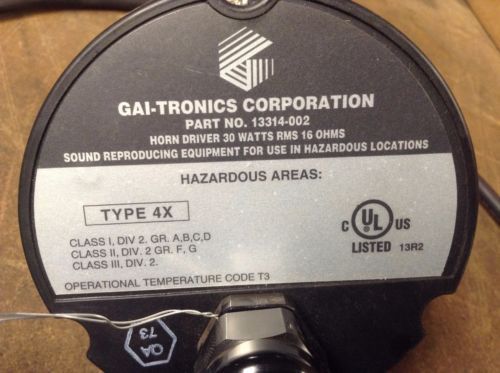 GAI-TRONICS CORPORATION
PART NO. 13314-002
HORN DRIVER 30 WATTS RMS 16 OHMS
SOUND REPRODUCING EQUIPMENT FOR USE IN HAZARDOUS LOCATIONS
HAZARDOUS AREAS:
TYPE 4X
CLASS I, DIV 2. GR. A,B,C,D
CLASS II, DIV. 2 GR. F, G
CLASS III, DIV. 2.
OPERATIONAL TEMPERATURE CODE T3
C UL US
LISTED 13R2
QA
73